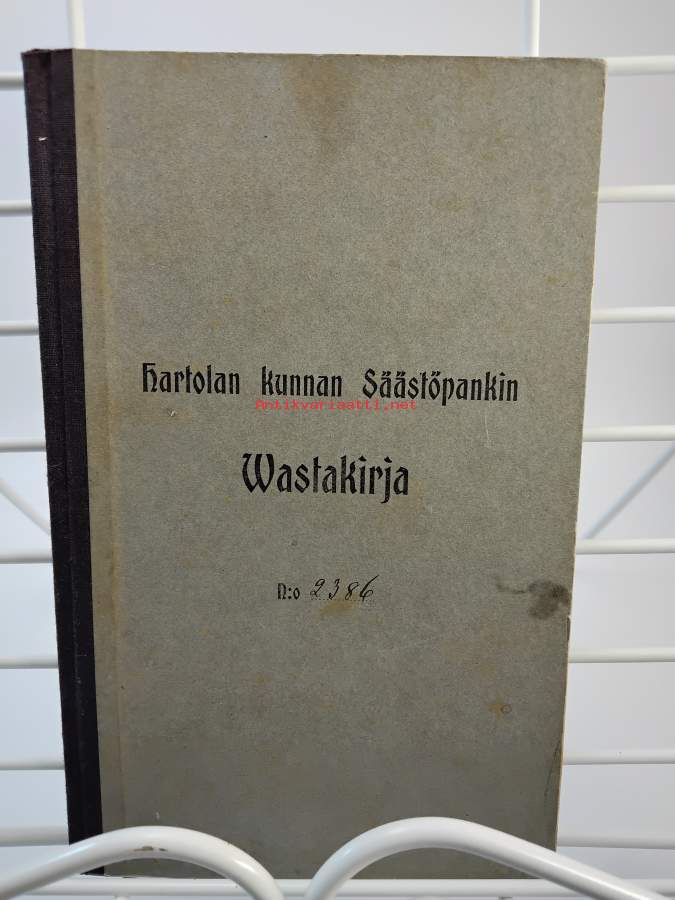 Hartolan kunnan Säästöpankin
Antikvariaatti.net
Wastakirja
N:o 2386